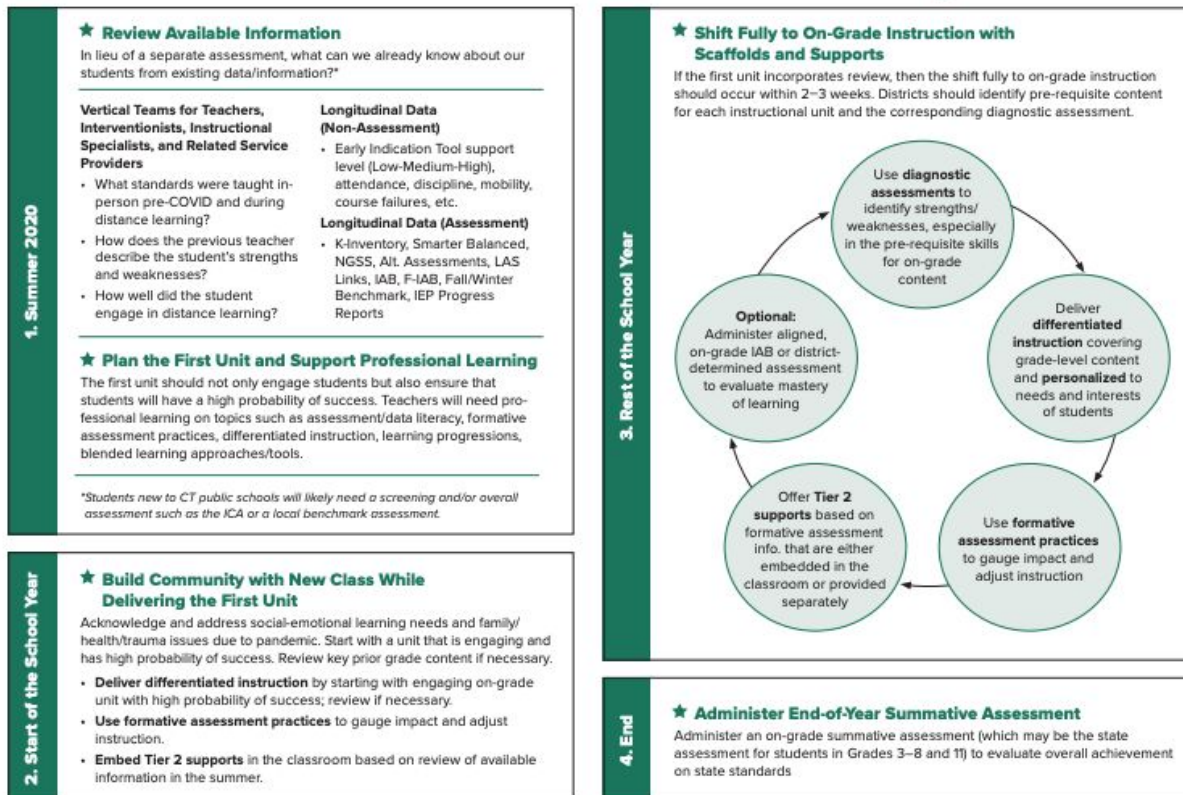 1. Summer 2020
★ Review Available Information
In lieu of a separate assessment, what can we already know about our
students from existing data/information?*
Vertical Teams for Teachers,
Interventionists, Instructional
Specialists, and Related Service
Providers
• What standards were taught in-
person pre-COVID and during
distance learning?
• How does the previous teacher
describe the student's strengths
and weaknesses?
• How well did the student
engage in distance learning?
Longitudinal Data
(Non-Assessment)
• Early Indication Tool support
level (Low-Medium-High),
attendance, discipline, mobility,
course failures, etc.
Longitudinal Data (Assessment)
• K-Inventory, Smarter Balanced,
NGSS, Alt. Assessments, LAS
Links, IAB, F-IAB, Fall/Winter
Benchmark, IEP Progress
Reports
★ Plan the First Unit and Support Professional Learning
The first unit should not only engage students but also ensure that
students will have a high probability of success. Teachers will need pro-
fessional learning on topics such as assessment/data literacy, formative
assessment practices, differentiated instruction, learning progressions,
blended learning approaches/tools.
*Students new to CT public schools will likely need a screening and/or overall
assessment such as the ICA or a local benchmark assessment.
2. Start of the School Year
★ Build Community with New Class While
Delivering the First Unit
Acknowledge and address social-emotional learning needs and family/
health/trauma issues due to pandemic. Start with a unit that is engaging and
has high probability of success. Review key prior grade content if necessary.
• Deliver differentiated instruction by starting with engaging on-grade
unit with high probability of success; review if necessary.
• Use formative assessment practices to gauge impact and adjust
instruction.
• Embed Tier 2 supports in the classroom based on review of available
information in the summer.
3. Rest of the School Year
★ Shift Fully to On-Grade Instruction with
Scaffolds and Supports
If the first unit incorporates review, then the shift fully to on-grade instruction
should occur within 2–3 weeks. Districts should identify pre-requisite content
for each instructional unit and the corresponding diagnostic assessment.
Use diagnostic
assessments to
identify strengths/
weaknesses, especially
in the pre-requisite skills
for on-grade
content
Deliver
differentiated
instruction covering
grade-level content
and personalized to
needs and interests
of students
Use formative
assessment practices
to gauge impact and
adjust instruction
Offer Tier 2
supports based on
formative assessment
info. that are either
embedded in the
classroom or provided
separately
Optional:
Administer aligned,
on-grade IAB or district-
determined assessment
to evaluate mastery
of learning
4. End
★ Administer End-of-Year Summative Assessment
Administer an on-grade summative assessment (which may be the state
assessment for students in Grades 3–8 and 11) to evaluate overall achievement
on state standards